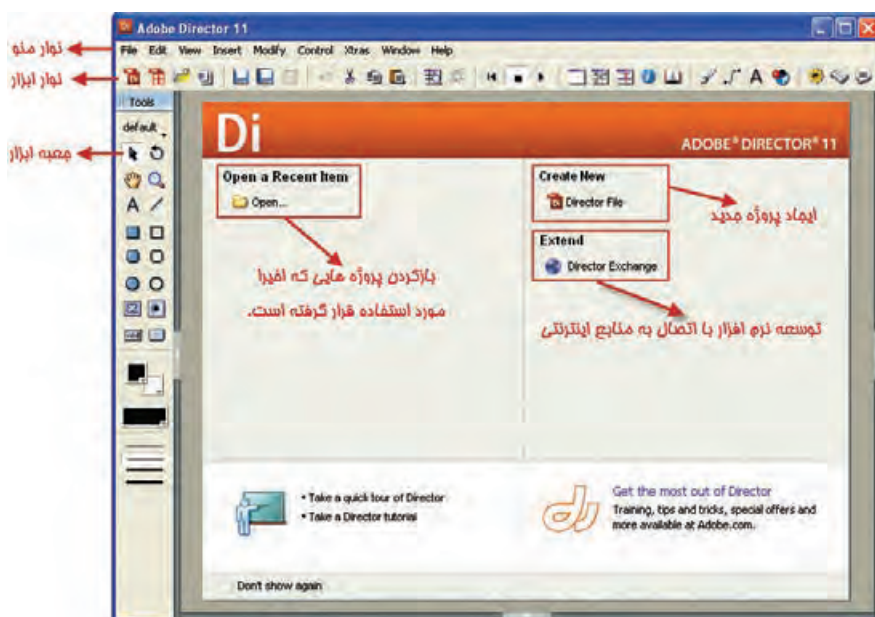 Adobe Director 11
نوار منو
File Edit View Insert Modify Control Xtras Window Help
نوار ابزار
Tools
default
جعبه ابزار
Di
ADOBE® DIRECTOR® 11
Open a Recent Item
Open...
بازکردن پروژه هایی که اخیرا
مورد استفاده قرار گرفته است.
Create New
Director File
ایجاد پروژه جدید
Extend
Director Exchange
توسعه نرم افزار با اتصال به منابع اینترنتی
• Take a quick tour of Director
• Take a Director tutorial
Get the most out of Director
Training, tips and tricks, special offers and
more available at Adobe.com.
Don't show again